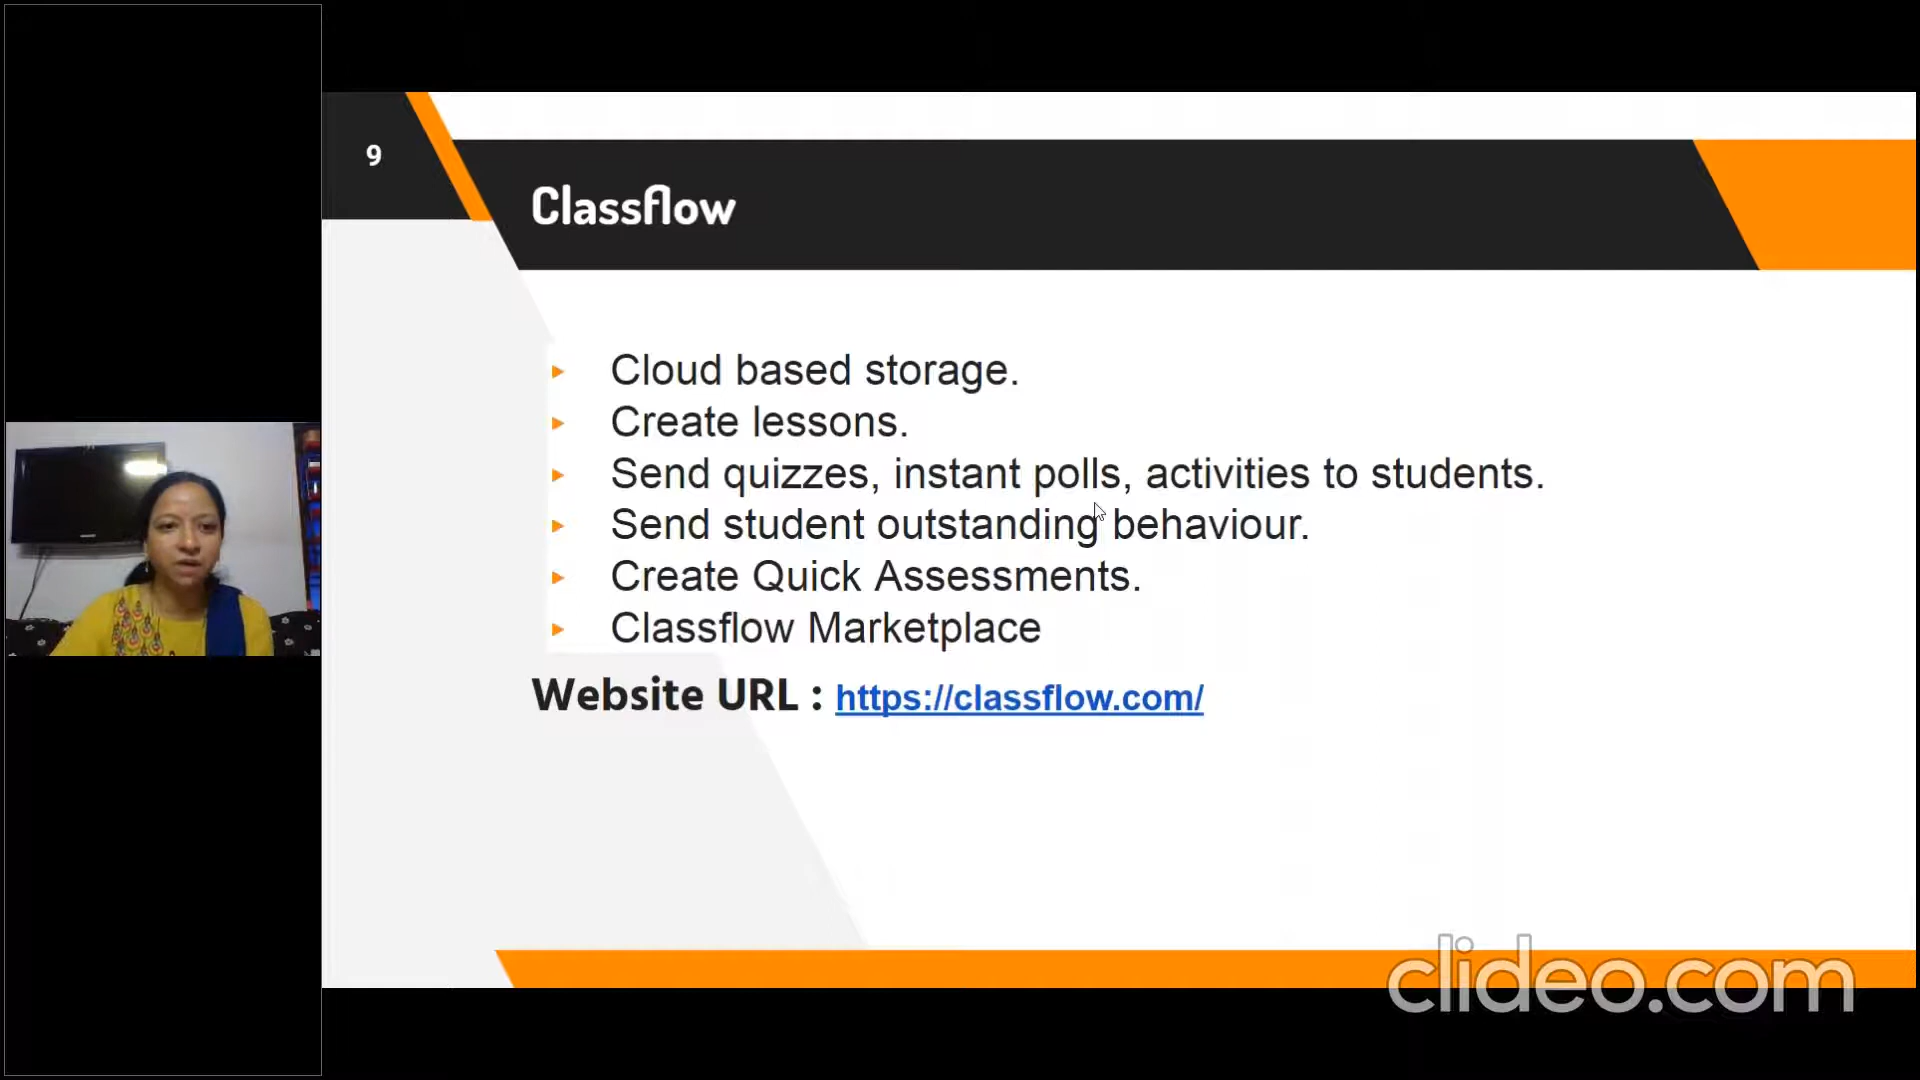 9
Classflow
Cloud based storage.
Create lessons.
Send quizzes, instant polls, activities to students.
Send student outstanding behaviour.
Create Quick Assessments.
Classflow Marketplace
Website URL : https://classflow.com/
clideo.com